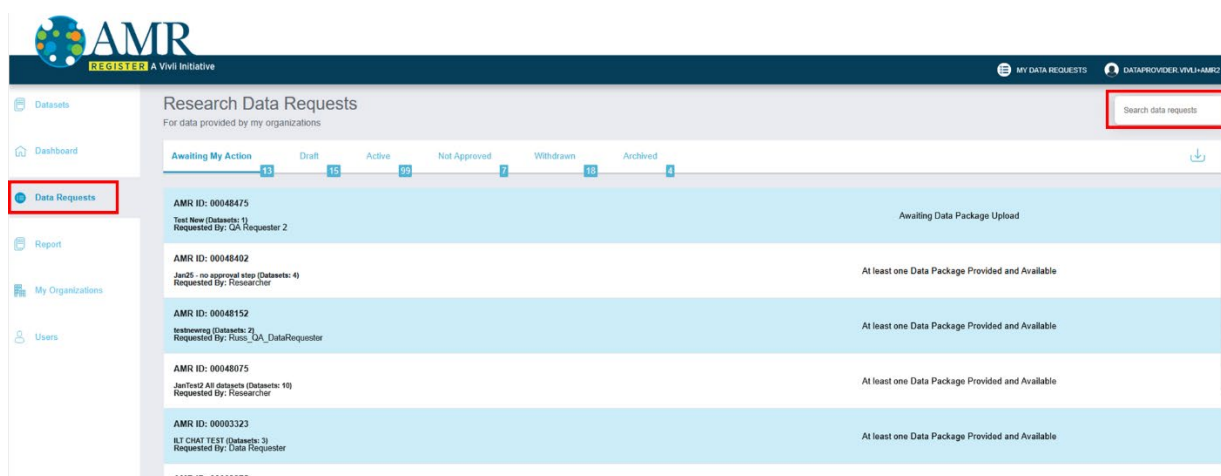 AMR
REGISTER A Vivli Initiative
MY DATA REQUESTS
DATAPROVIDER.VIVLI+AMR2
Datasets
Dashboard
Data Requests
Report
My Organizations
Users
Research Data Requests
For data provided by my organizations
Search data requests
Awaiting My Action 13
Draft 15
Active 99
Not Approved 7
Withdrawn 18
Archived 4
AMR ID: 00048475
Test New (Datasets: 1)
Requested By: QA Requester 2
Awaiting Data Package Upload
AMR ID: 00048402
Jan25 - no approval step (Datasets: 4)
Requested By: Researcher
At least one Data Package Provided and Available
AMR ID: 00048152
testnewreg (Datasets: 2)
Requested By: Russ_QA_DataRequester
At least one Data Package Provided and Available
AMR ID: 00048075
JanTest2 All datasets (Datasets: 10)
Requested By: Researcher
At least one Data Package Provided and Available
AMR ID: 00003323
ILT CHAT TEST (Datasets: 3)
Requested By: Data Requester
At least one Data Package Provided and Available